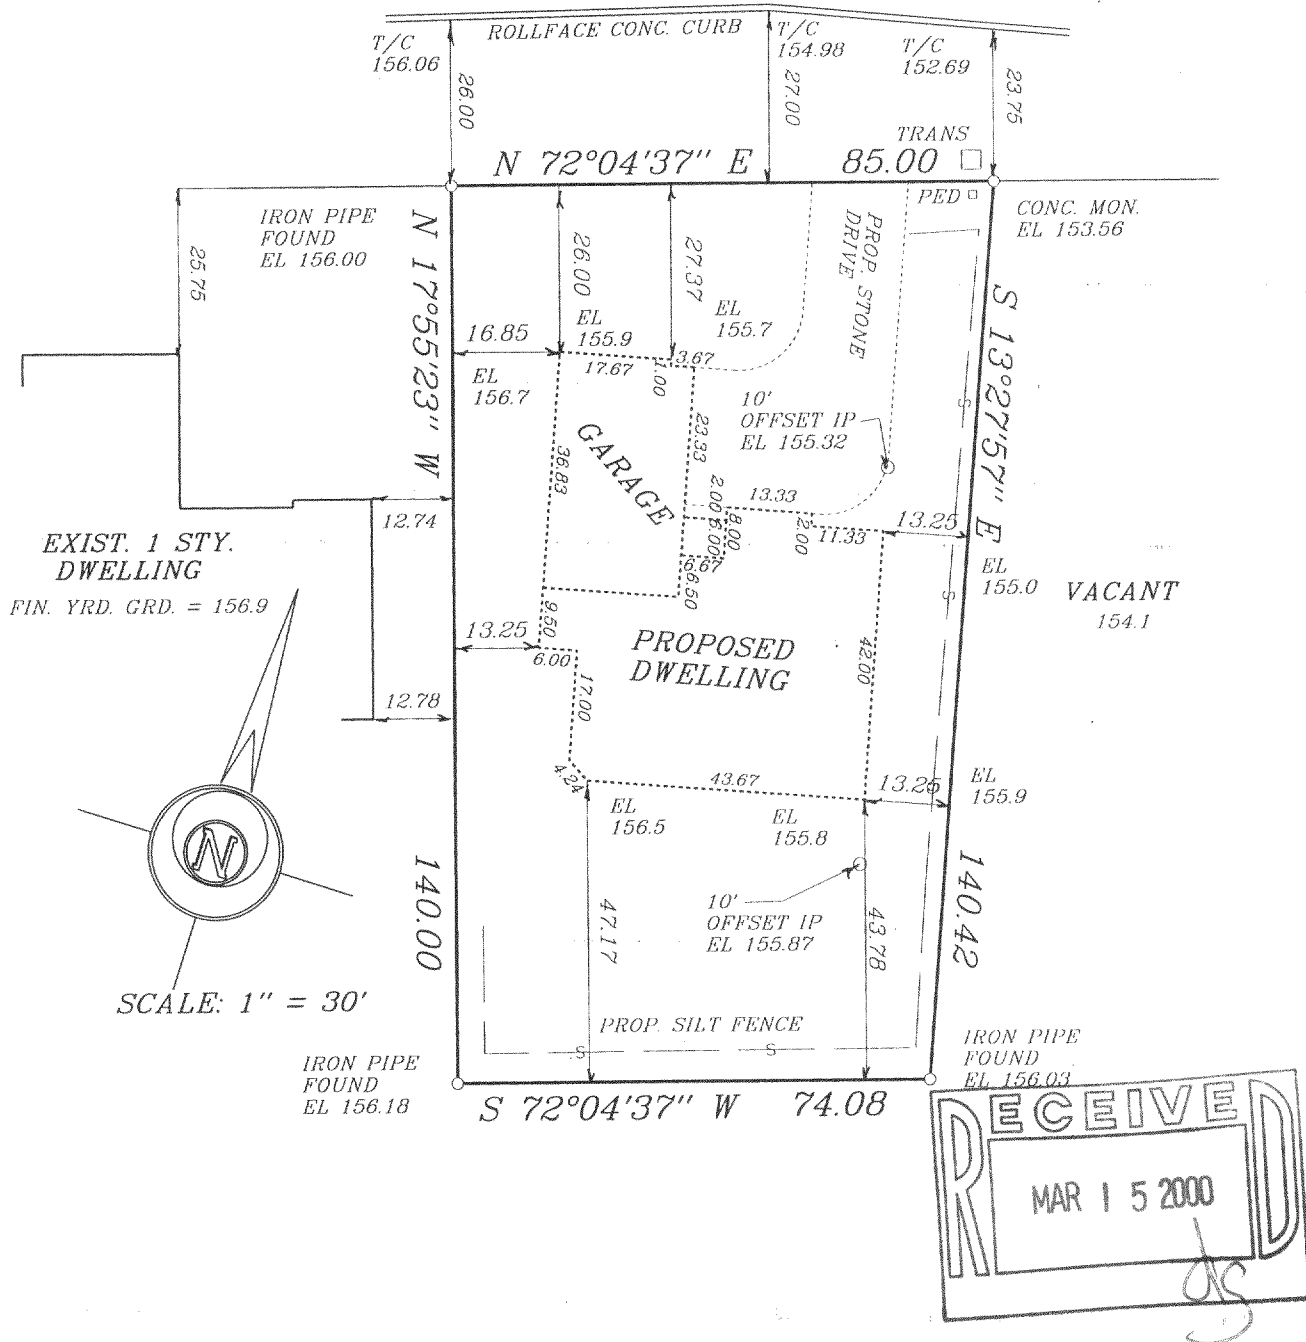 ROLLFACE CONC. CURB
T/C
156.06
T/C
154.98
T/C
152.69
26.00
27.00
23.75
TRANS
N 72°04'37" E
85.00
PED
IRON PIPE
FOUND
EL 156.00
CONC. MON.
EL 153.56
25.75
N 17°55'23" W
26.00
27.37
PROP. STONE
DRIVE
S 13°27'57" E
16.85
EL
155.9
EL
155.7
17.67
1.00
3.67
EL
156.7
10'
OFFSET IP
EL 155.32
GARAGE
36.83
23.33
2.00
13.33
6.00
8.00
2.00
11.33
13.25
6.67
6.50
12.74
EXIST. 1 STY.
DWELLING
FIN. YRD. GRD. = 156.9
EL
155.0
VACANT
154.1
S
S
9.50
13.25
6.00
PROPOSED
DWELLING
42.00
17.00
12.78
4.24
43.67
13.25
EL
155.9
EL
156.5
EL
155.8
N
140.00
140.42
10'
OFFSET IP
EL 155.87
47.17
43.78
SCALE: 1" = 30'
PROP. SILT FENCE
S
S
IRON PIPE
FOUND
EL 156.18
IRON PIPE
FOUND
EL 156.03
S 72°04'37" W
74.08
RECEIVED
MAR 15 2000